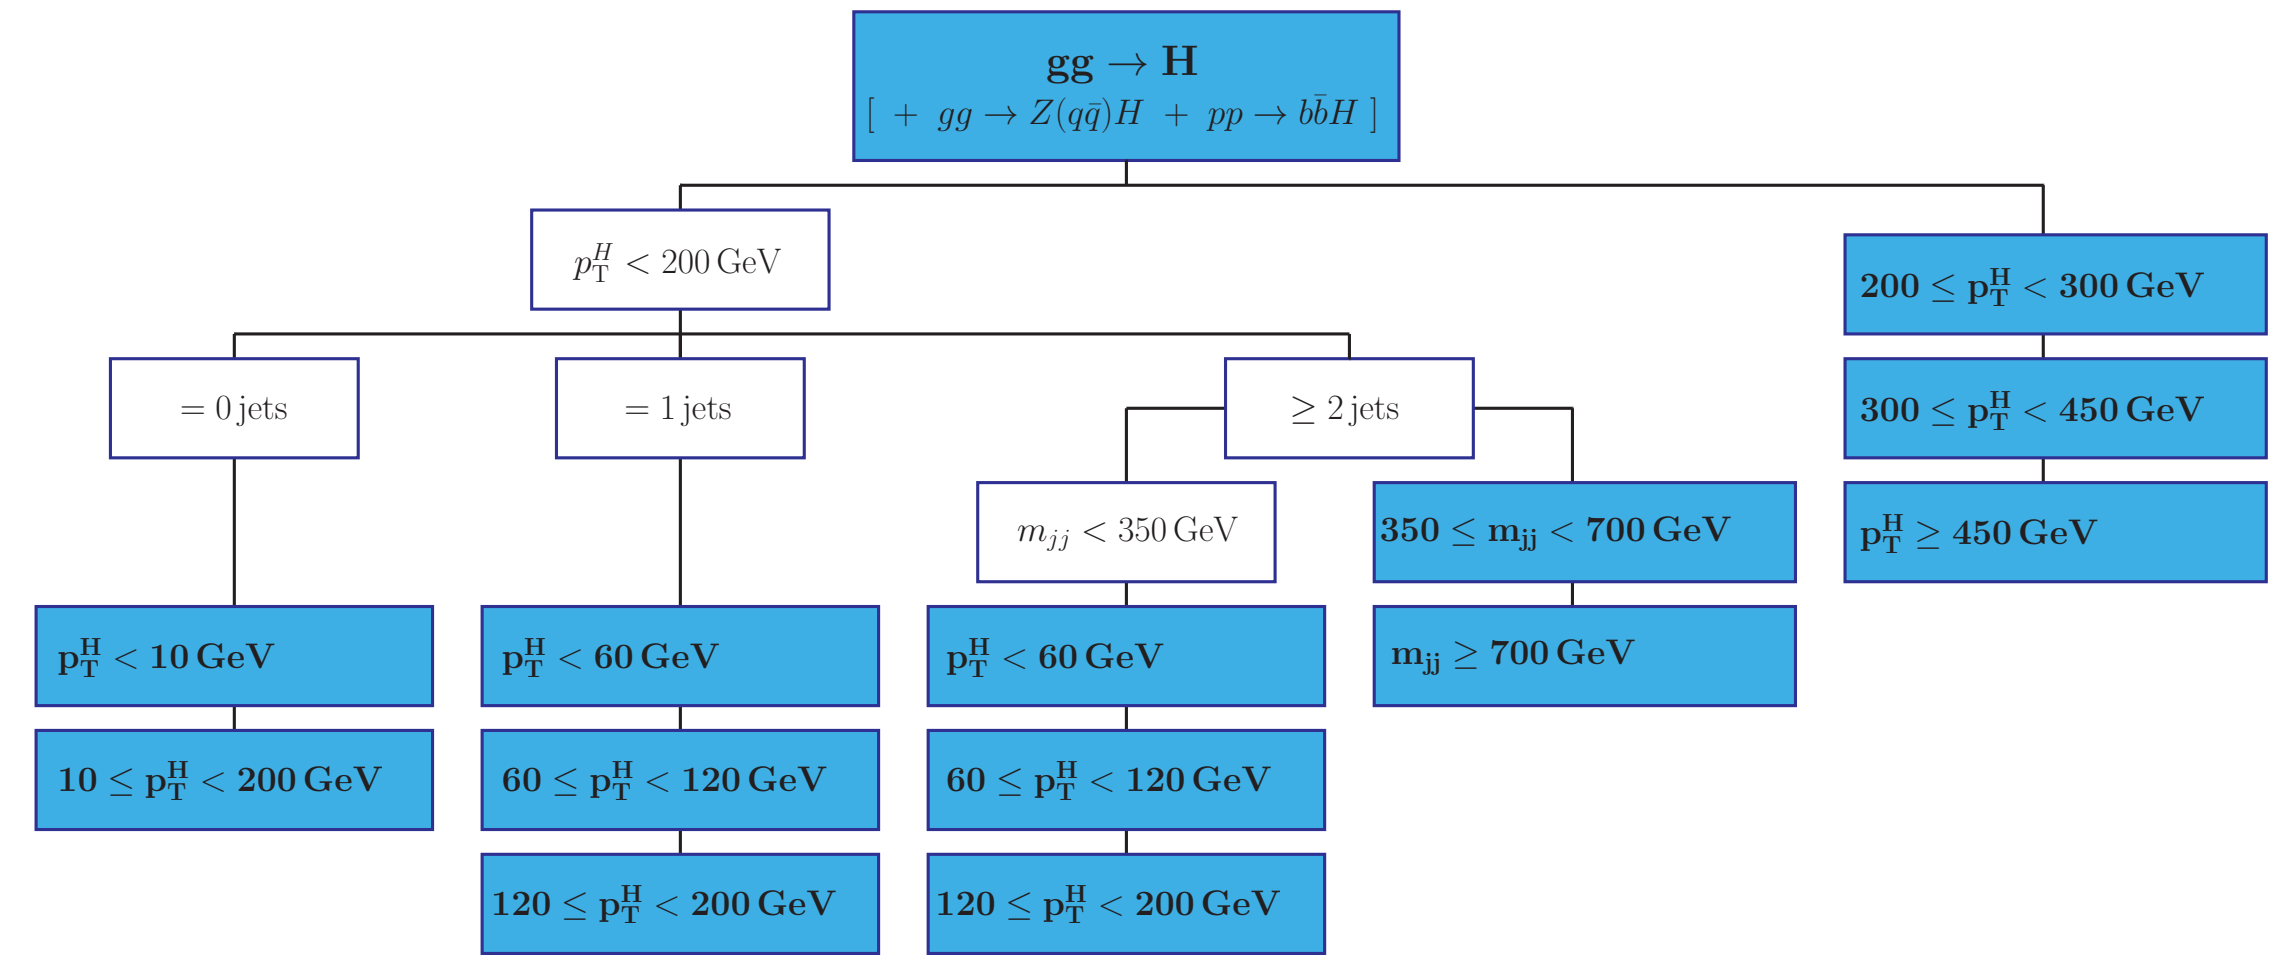 gg → H
[ + gg → Z(qq̄)H + pp → bb̄H ]
p_T^H < 200 GeV
200 ≤ p_T^H < 300 GeV
= 0 jets
= 1 jets
≥ 2 jets
300 ≤ p_T^H < 450 GeV
m_jj < 350 GeV
350 ≤ m_jj < 700 GeV
p_T^H ≥ 450 GeV
p_T^H < 10 GeV
p_T^H < 60 GeV
p_T^H < 60 GeV
m_jj ≥ 700 GeV
10 ≤ p_T^H < 200 GeV
60 ≤ p_T^H < 120 GeV
60 ≤ p_T^H < 120 GeV
120 ≤ p_T^H < 200 GeV
120 ≤ p_T^H < 200 GeV